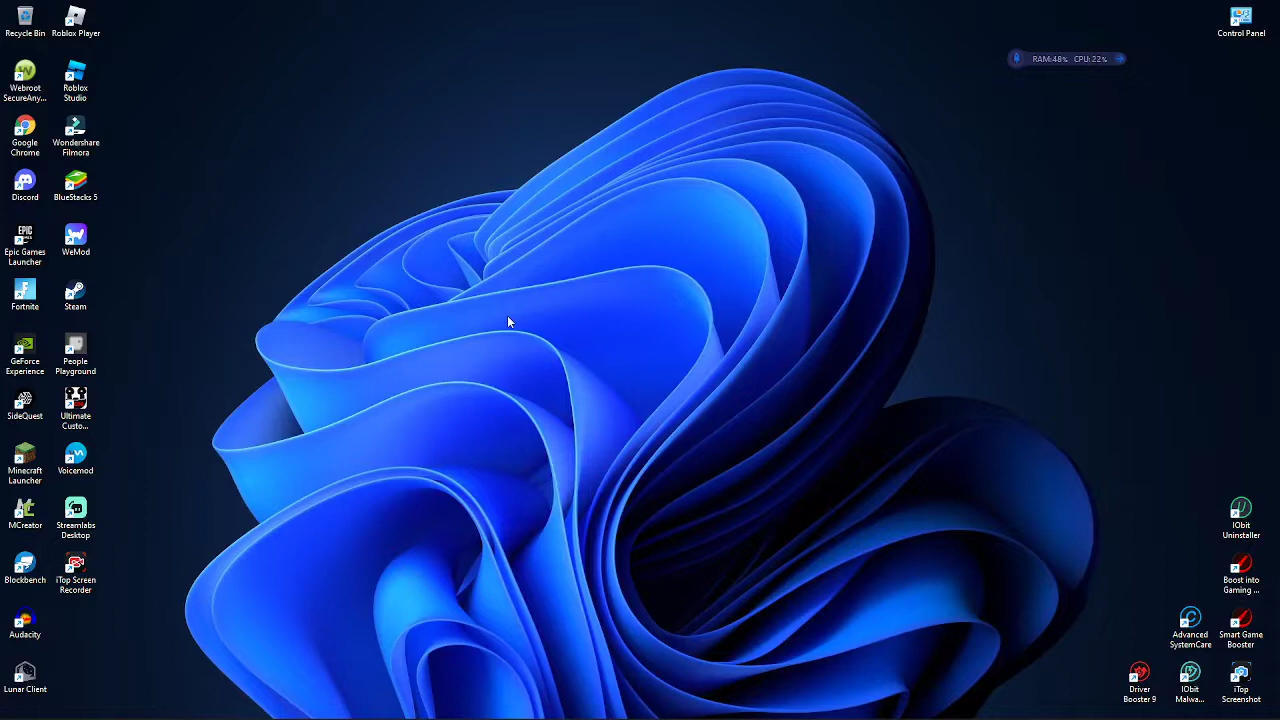 Recycle Bin
Roblox Player
Control Panel
RAM:48% CPU: 22%
Webroot
SecureAny...
Roblox
Studio
Google
Chrome
Wondershare
Filmora
Discord
BlueStacks 5
EPIC
GAMES
Epic Games
Launcher
WeMod
Fortnite
Steam
GeForce
Experience
People
Playground
SideQuest
Ultimate
Custo...
Minecraft
Launcher
Voicemod
MCreator
Streamlabs
Desktop
IObit
Uninstaller
Blockbench
iTop Screen
Recorder
Boost into
Gaming ...
Audacity
Advanced
SystemCare
Smart Game
Booster
Lunar Client
Driver
Booster 9
IObit
Malwa...
iTop
Screenshot